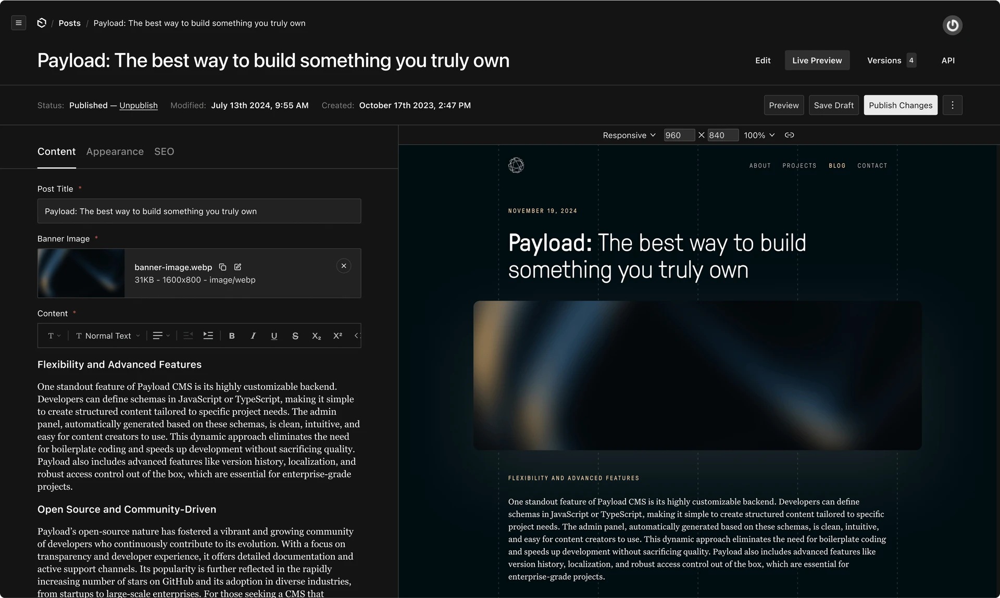 / Posts / Payload: The best way to build something you truly own
Payload: The best way to build something you truly own
Edit Live Preview Versions 4 API
Status: Published — Unpublish Modified: July 13th 2024, 9:55 AM Created: October 17th 2023, 2:47 PM
Preview Save Draft Publish Changes
Content Appearance SEO
Post Title *
Payload: The best way to build something you truly own
Banner Image *
banner-image.webp
31KB - 1600x800 - image/webp
Content *
T T Normal Text B I U S X₂ X²
Flexibility and Advanced Features
One standout feature of Payload CMS is its highly customizable backend.
Developers can define schemas in JavaScript or TypeScript, making it simple
to create structured content tailored to specific project needs. The admin
panel, automatically generated based on these schemas, is clean, intuitive, and
easy for content creators to use. This dynamic approach eliminates the need
for boilerplate coding and speeds up development without sacrificing quality.
Payload also includes advanced features like version history, localization, and
robust access control out of the box, which are essential for enterprise-grade
projects.
Open Source and Community-Driven
Payload’s open-source nature has fostered a vibrant and growing community
of developers who continuously contribute to its evolution. With a focus on
transparency and developer experience, it offers detailed documentation and
active support channels. Its popularity is further reflected in the rapidly
increasing number of stars on GitHub and its adoption in diverse industries,
from startups to large-scale enterprises. For those seeking a CMS that
Responsive 960 × 840 100%
ABOUT PROJECTS BLOG CONTACT
NOVEMBER 19, 2024
Payload: The best way to build
something you truly own
FLEXIBILITY AND ADVANCED FEATURES
One standout feature of Payload CMS is its highly customizable backend. Developers can define
schemas in JavaScript or TypeScript, making it simple to create structured content tailored to specific
project needs. The admin panel, automatically generated based on these schemas, is clean, intuitive,
and easy for content creators to use. This dynamic approach eliminates the need for boilerplate coding
and speeds up development without sacrificing quality. Payload also includes advanced features like
version history, localization, and robust access control out of the box, which are essential for
enterprise-grade projects.